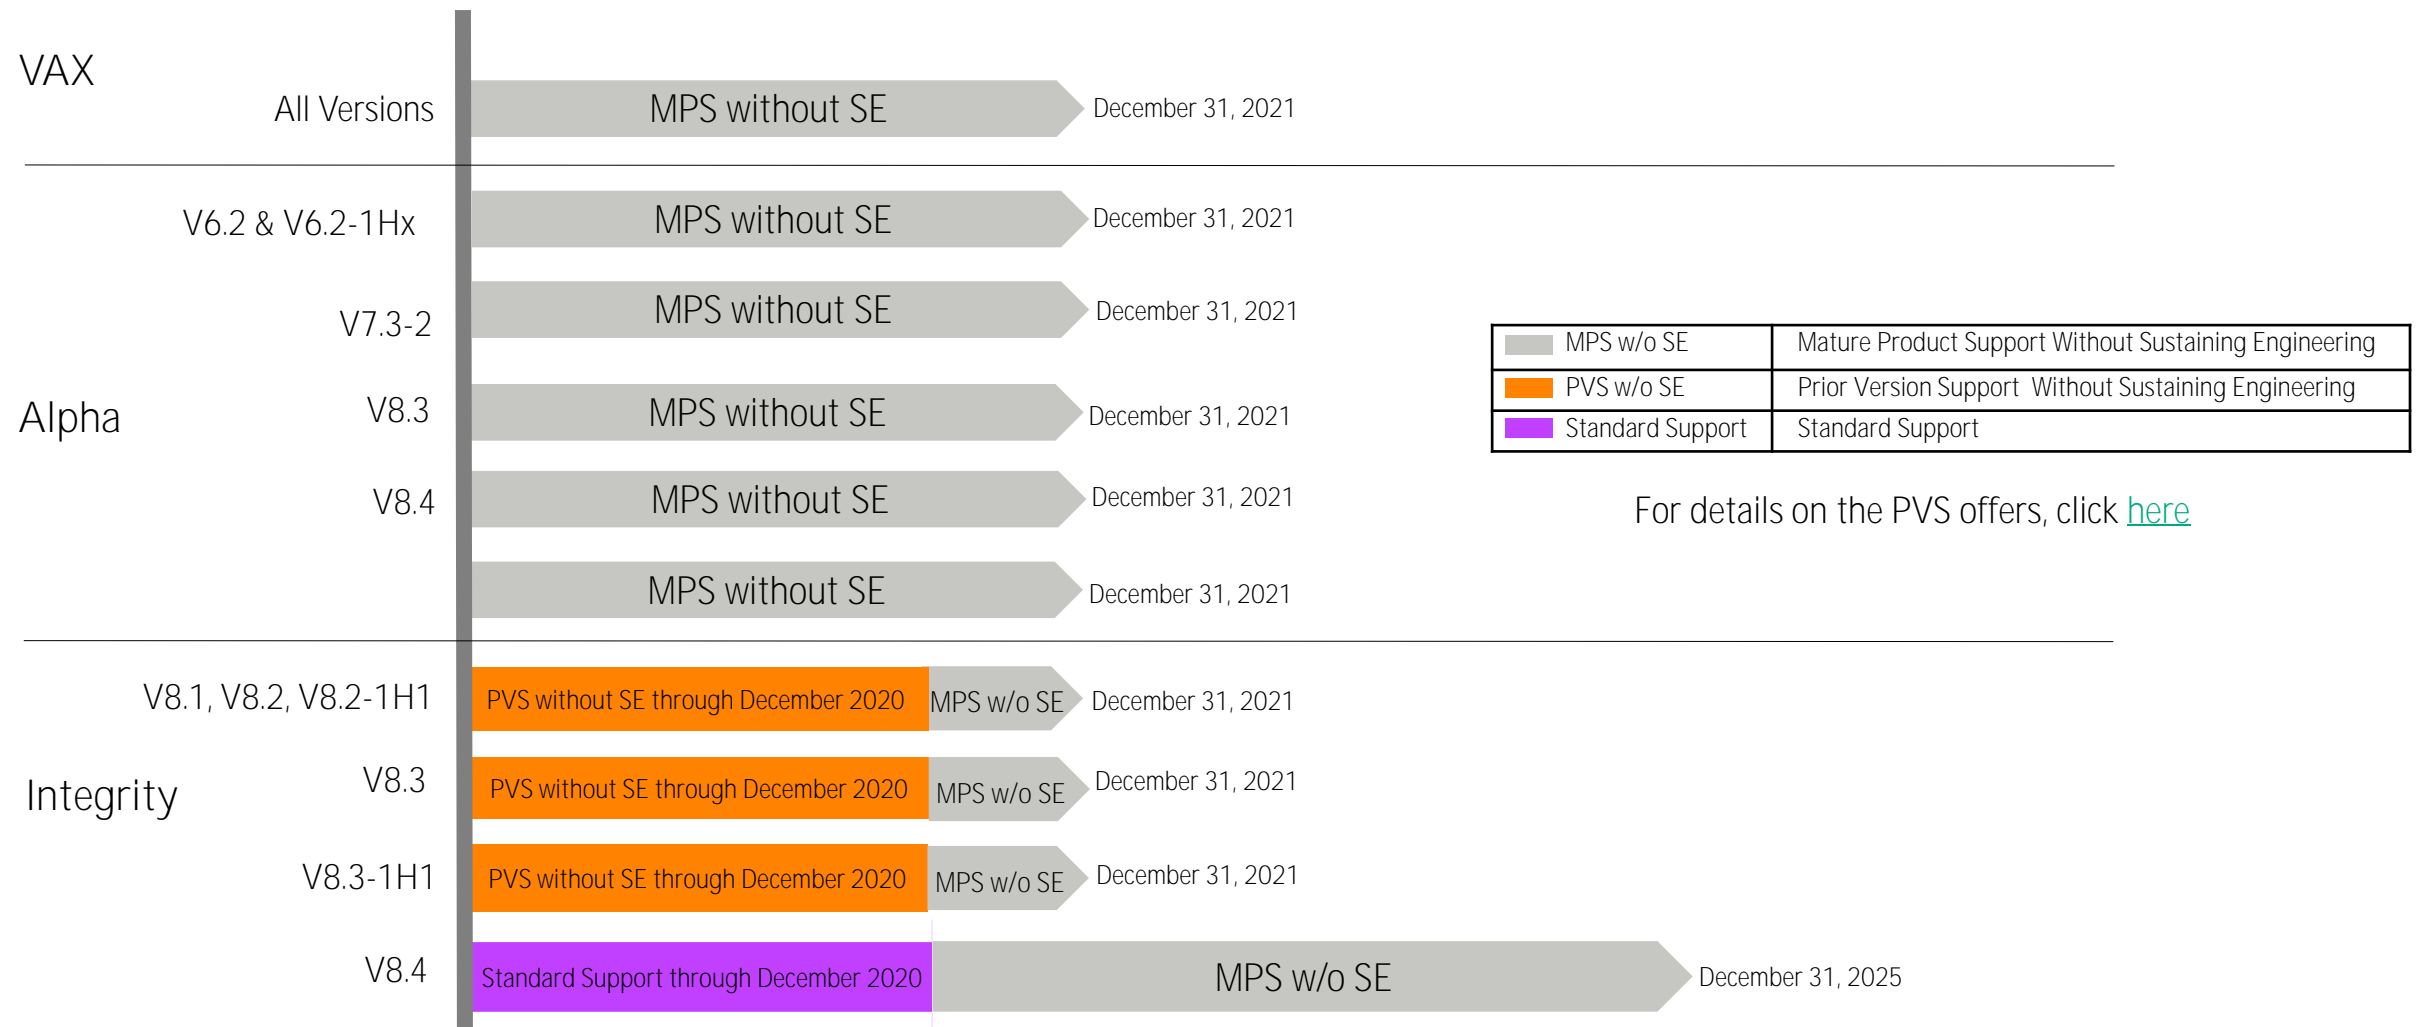 VAX
All Versions
MPS without SE
December 31, 2021
V6.2 & V6.2-1Hx
MPS without SE
December 31, 2021
V7.3-2
MPS without SE
December 31, 2021
Alpha
V8.3
MPS without SE
December 31, 2021
V8.4
MPS without SE
December 31, 2021
MPS without SE
December 31, 2021
MPS w/o SE
Mature Product Support Without Sustaining Engineering
PVS w/o SE
Prior Version Support Without Sustaining Engineering
Standard Support
Standard Support
For details on the PVS offers, click here
V8.1, V8.2, V8.2-1H1
PVS without SE through December 2020
MPS w/o SE
December 31, 2021
Integrity
V8.3
PVS without SE through December 2020
MPS w/o SE
December 31, 2021
V8.3-1H1
PVS without SE through December 2020
MPS w/o SE
December 31, 2021
V8.4
Standard Support through December 2020
MPS w/o SE
December 31, 2025